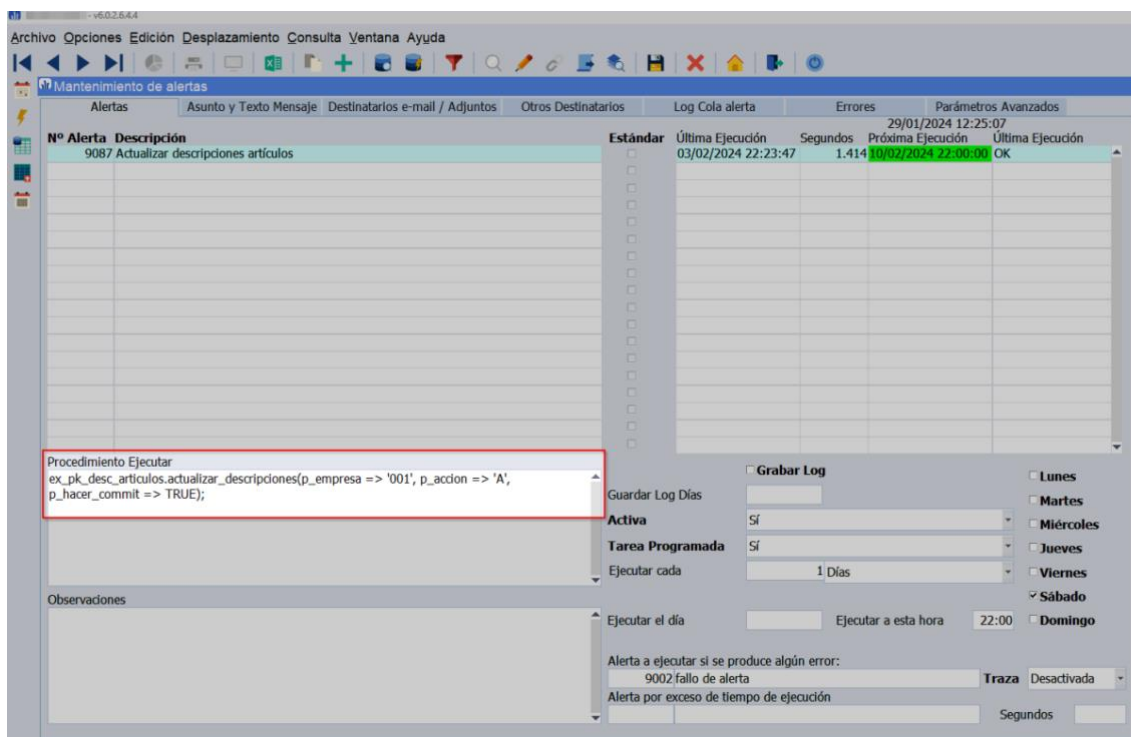 - v6.0.2.6.4.4
Archivo Opciones Edición Desplazamiento Consulta Ventana Ayuda
Mantenimiento de alertas
Alertas Asunto y Texto Mensaje Destinatarios e-mail / Adjuntos Otros Destinatarios Log Cola alerta Errores Parámetros Avanzados
29/01/2024 12:25:07
Nº Alerta Descripción Estándar Última Ejecución Segundos Próxima Ejecución Última Ejecución
9087 Actualizar descripciones artículos 03/02/2024 22:23:47 1.414 10/02/2024 22:00:00 OK
Procedimiento Ejecutar
ex_pk_desc_articulos.actualizar_descripciones(p_empresa => '001', p_accion => 'A',
p_hacer_commit => TRUE);
Grabar Log
Lunes
Guardar Log Días
Martes
Activa Sí
Miércoles
Tarea Programada Sí
Jueves
Ejecutar cada 1 Días
Viernes
Observaciones
Sábado
Ejecutar el día Ejecutar a esta hora 22:00 Domingo
Alerta a ejecutar si se produce algún error:
9002 fallo de alerta Traza Desactivada
Alerta por exceso de tiempo de ejecución
Segundos